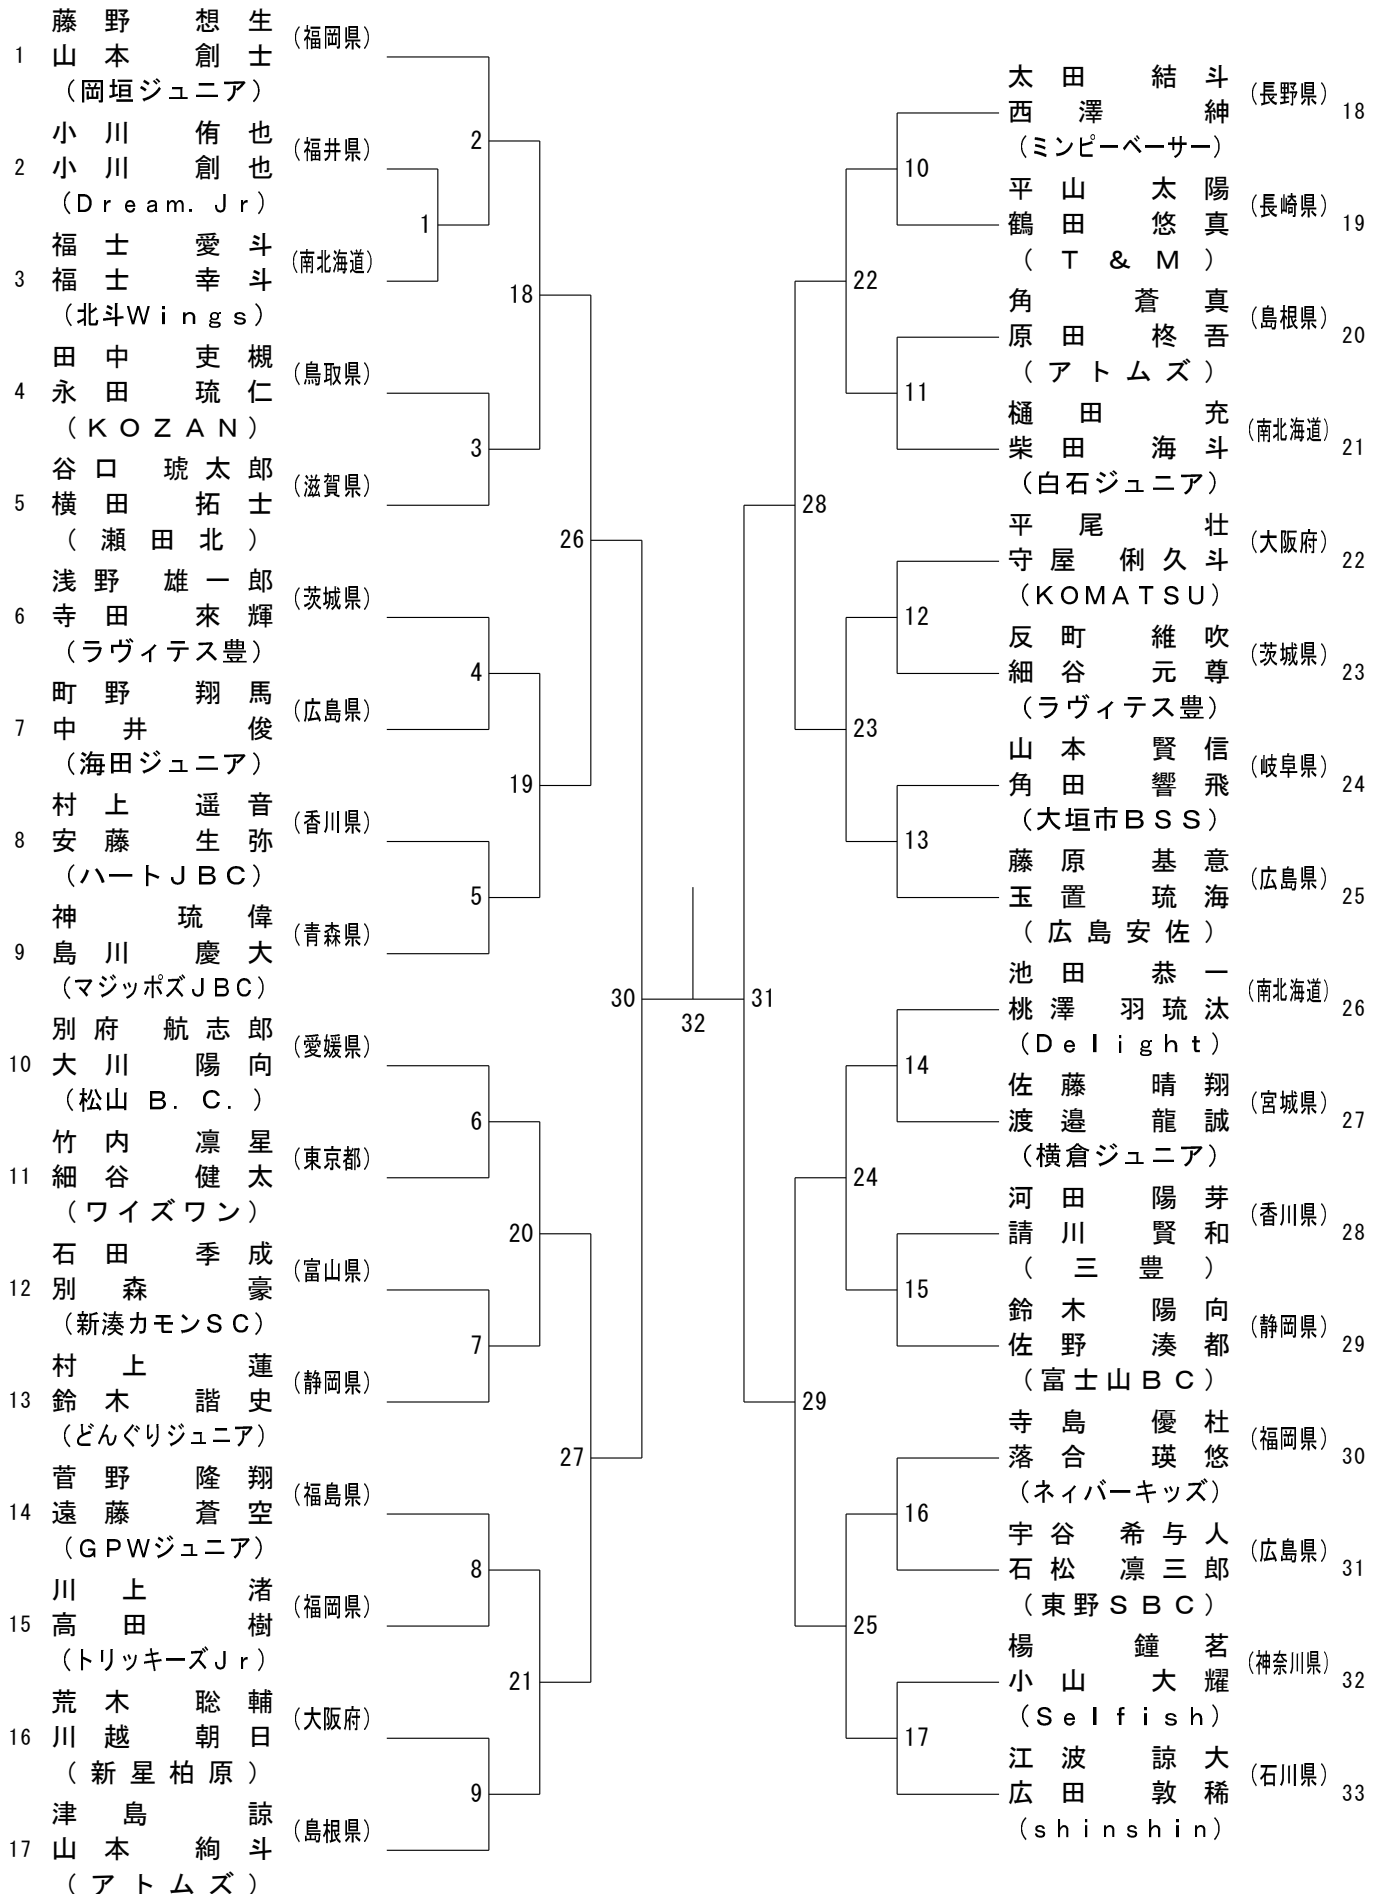 藤野 想生
(福岡県)
1 山本 創士
(岡垣ジュニア)
小川 侑也
(福井県)
2 小川 創也
(Dream. Jr)
福士 愛斗
(南北海道)
3 福士 幸斗
(北斗Wings)
田中 吏槻
(鳥取県)
4 永田 琉仁
(KOZAN)
谷口 琥太郎
(滋賀県)
5 横田 拓士
(瀬田北)
浅野 雄一郎
(茨城県)
6 寺田 來輝
(ラヴィテス豊)
町野 翔馬
(広島県)
7 中井 俊
(海田ジュニア)
村上 遥音
(香川県)
8 安藤 生弥
(ハートJBC)
神 琉偉
(青森県)
9 島川 慶大
(マジッポズJBC)
別府 航志郎
(愛媛県)
10 大川 陽向
(松山 B. C. )
竹内 凛星
(東京都)
11 細谷 健太
(ワイズワン)
石田 季成
(富山県)
12 別森 豪
(新湊カモンSC)
村上 蓮
(静岡県)
13 鈴木 諧史
(どんぐりジュニア)
菅野 隆翔
(福島県)
14 遠藤 蒼空
(GPWジュニア)
川上 渚
(福岡県)
15 高田 樹
(トリッキーズJr)
荒木 聡輔
(大阪府)
16 川越 朝日
(新星柏原)
津島 諒
(島根県)
17 山本 絢斗
(アトムズ)
2
1
18
3
26
4
19
5
30
6
20
7
27
8
21
9
32
31
10
22
11
28
12
23
13
14
24
15
29
16
25
17
太田 結斗
(長野県)
西澤 紳 18
(ミンピーベーサー)
平山 太陽
(長崎県)
鶴田 悠真 19
(T&M)
角 蒼真
(島根県)
原田 柊吾 20
(アトムズ)
樋田 充
(南北海道)
柴田 海斗 21
(白石ジュニア)
平尾 壮
(大阪府)
守屋 俐久斗 22
(KOMATSU)
反町 維吹
(茨城県)
細谷 元尊 23
(ラヴィテス豊)
山本 賢信
(岐阜県)
角田 響飛 24
(大垣市BSS)
藤原 基意
(広島県)
玉置 琉海 25
(広島安佐)
池田 恭一
(南北海道)
桃澤 羽琉汰 26
(Delight)
佐藤 晴翔
(宮城県)
渡邉 龍誠 27
(横倉ジュニア)
河田 陽芽
(香川県)
請川 賢和 28
(三豊)
鈴木 陽向
(静岡県)
佐野 湊都 29
(富士山BC)
寺島 優杜
(福岡県)
落合 瑛悠 30
(ネィバーキッズ)
宇谷 希与人
(広島県)
石松 凛三郎 31
(東野SBC)
楊 鐘茗
(神奈川県)
小山 大耀 32
(Selfish)
江波 諒大
(石川県)
広田 敦稀 33
(shinshin)